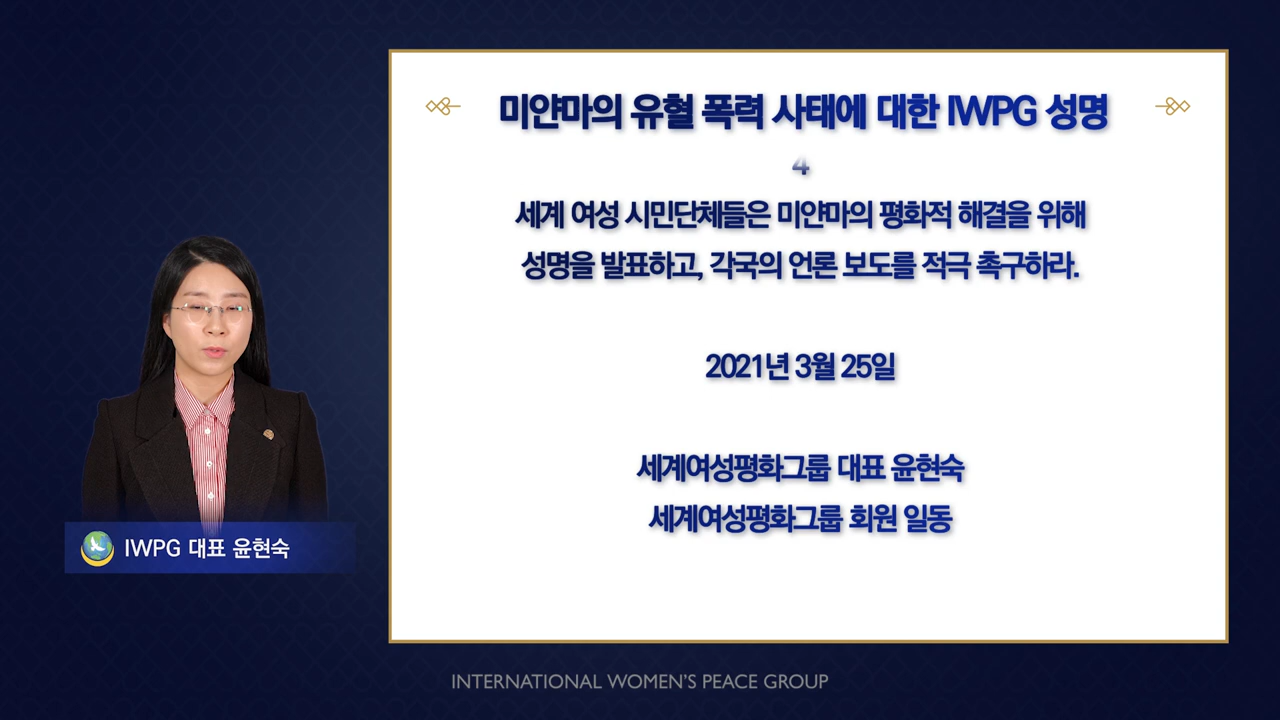 미얀마의 유혈 폭력 사태에 대한 IWPG 성명
4
세계 여성 시민단체들은 미얀마의 평화적 해결을 위해
성명을 발표하고, 각국의 언론 보도를 적극 촉구하라.
2021년 3월 25일
세계여성평화그룹 대표 윤현숙
세계여성평화그룹 회원 일동
IWPG 대표 윤현숙
INTERNATIONAL WOMEN'S PEACE GROUP